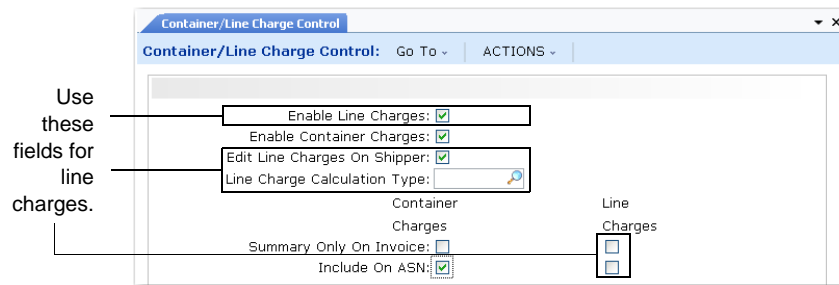 Container/Line Charge Control
Container/Line Charge Control: Go To ACTIONS
Use these fields for line charges.
Enable Line Charges:
Enable Container Charges:
Edit Line Charges On Shipper:
Line Charge Calculation Type:
Container Line
Charges Charges
Summary Only On Invoice:
Include On ASN: